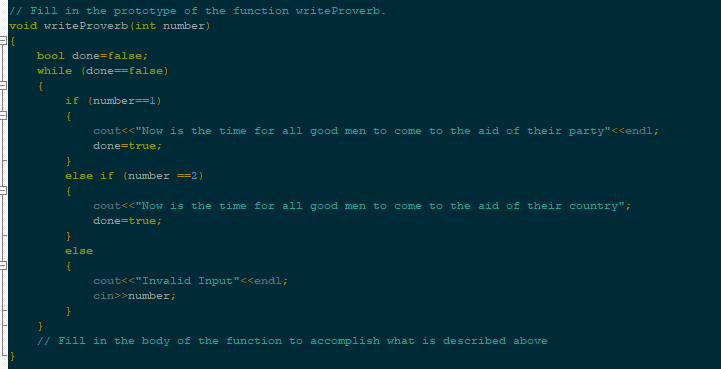 // Fill in the prototype of the function writeProverb.
void writeProverb(int number)
{
    bool done=false;
    while (done==false)
    {
        if (number==1)
        {
            cout<<"Now is the time for all good men to come to the aid of their party"<<endl;
            done=true;
        }
        else if (number ==2)
        {
            cout<<"Now is the time for all good men to come to the aid of their country";
            done=true;
        }
        else
        {
            cout<<"Invalid Input"<<endl;
            cin>>number;
        }
    }
    // Fill in the body of the function to accomplish what is described above
}